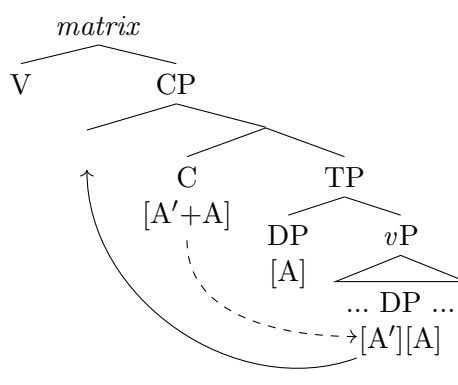 matrix
V CP
C TP
[A′+A] DP vP
[A] ... DP ...
[A′][A]